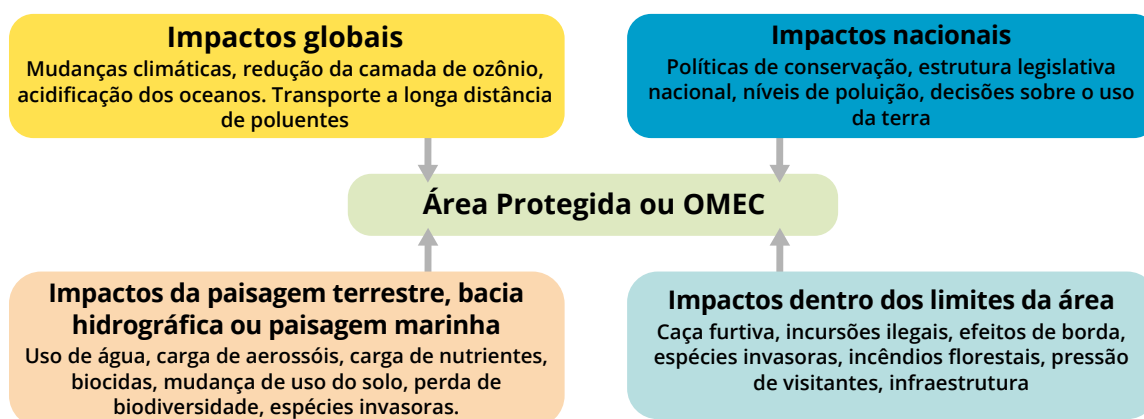 Impactos globais
Mudanças climáticas, redução da camada de ozônio,
acidificação dos oceanos. Transporte a longa distância
de poluentes
Impactos nacionais
Políticas de conservação, estrutura legislativa
nacional, níveis de poluição, decisões sobre o uso
da terra
Área Protegida ou OMEC
Impactos da paisagem terrestre, bacia
hidrográfica ou paisagem marinha
Uso de água, carga de aerossóis, carga de nutrientes,
biocidas, mudança de uso do solo, perda de
biodiversidade, espécies invasoras.
Impactos dentro dos limites da área
Caça furtiva, incursões ilegais, efeitos de borda,
espécies invasoras, incêndios florestais, pressão
de visitantes, infraestrutura